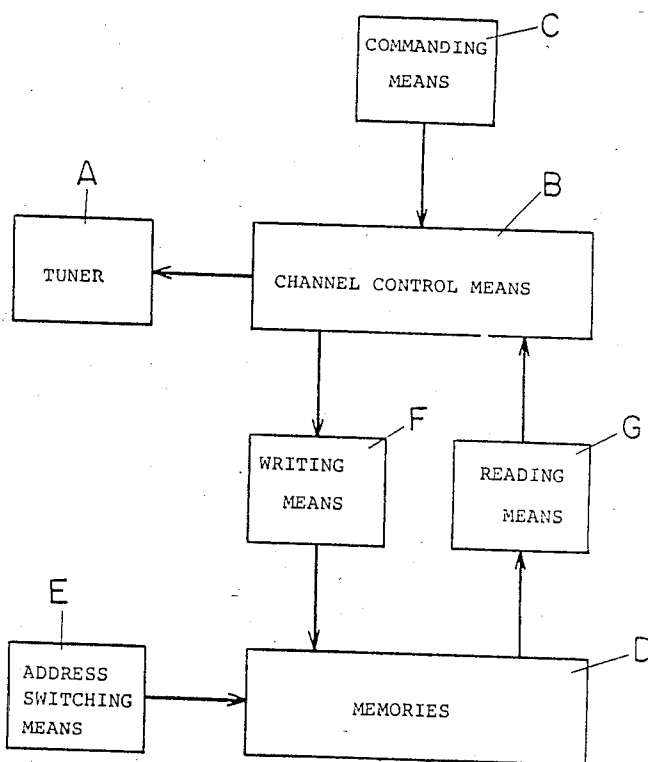 C
COMMANDING
MEANS
A
B
TUNER
CHANNEL CONTROL MEANS
F
G
WRITING
MEANS
READING
MEANS
E
D
ADDRESS
SWITCHING
MEANS
MEMORIES